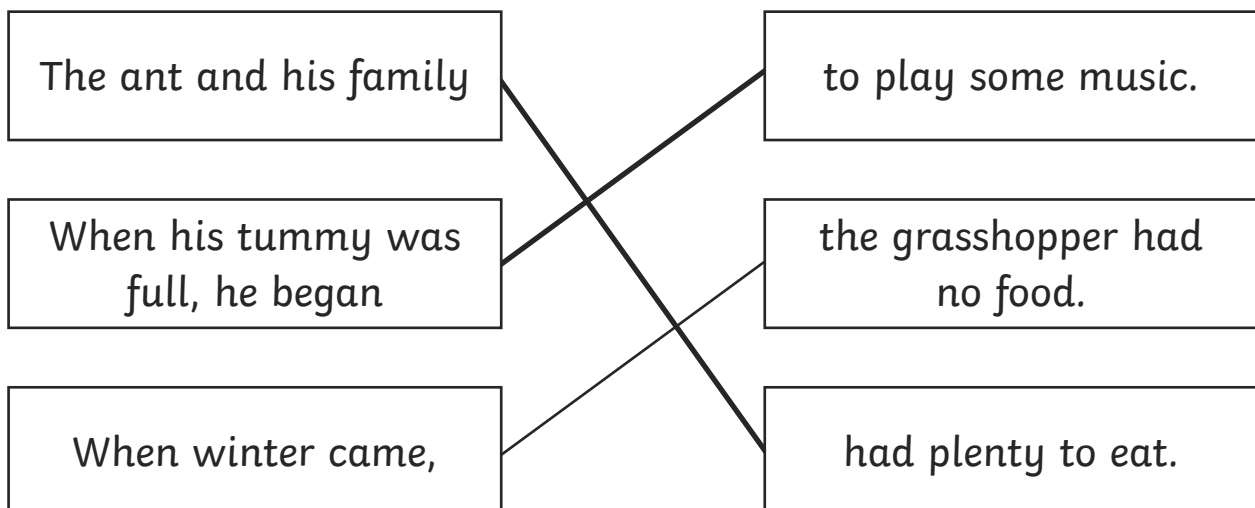 The ant and his family
to play some music.
When his tummy was
full, he began
the grasshopper had
no food.
When winter came,
had plenty to eat.